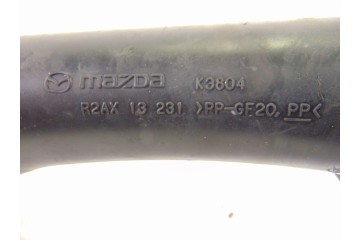 mazda K3804
R2AX 13 231 >PP-GF20, PP<